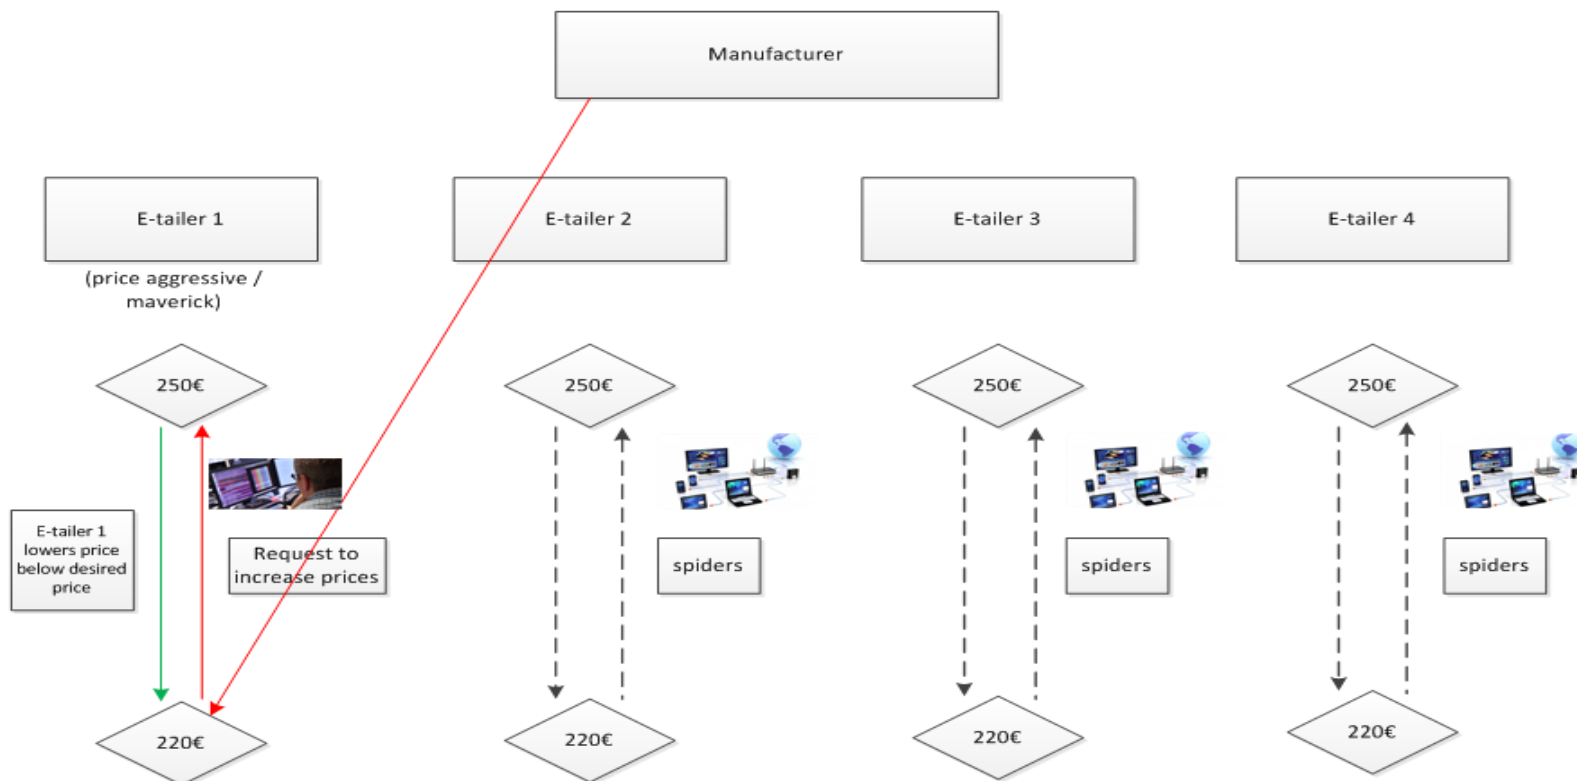 Manufacturer
E-tailer 1
E-tailer 2
E-tailer 3
E-tailer 4
(price aggressive /
maverick)
250€
250€
250€
250€
E-tailer 1
lowers price
below desired
price
Request to
increase prices
spiders
spiders
spiders
220€
220€
220€
220€